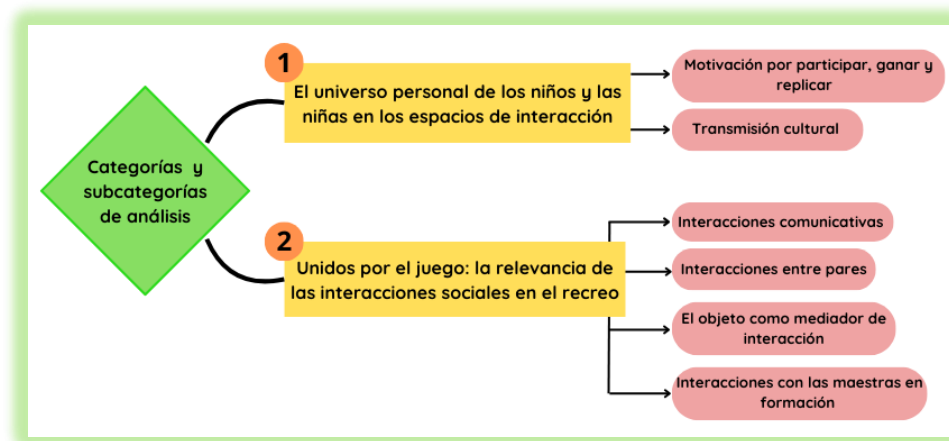 Categorías y
subcategorías
de análisis
1
El universo personal de los niños y las
niñas en los espacios de interacción
Motivación por participar, ganar y
replicar
Transmisión cultural
2
Unidos por el juego: la relevancia de
las interacciones sociales en el recreo
Interacciones comunicativas
Interacciones entre pares
El objeto como mediador de
interacción
Interacciones con las maestras en
formación